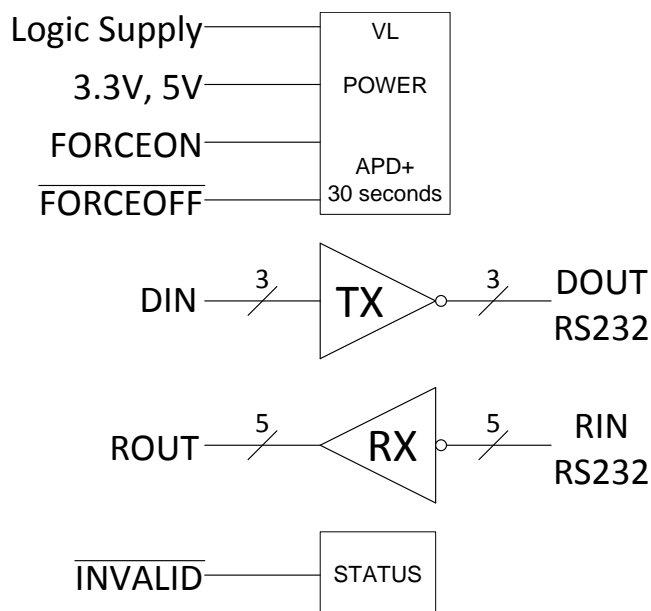 Logic Supply
VL
3.3V, 5V
POWER
FORCEON
APD+
FORCEOFF
30 seconds
DIN
3
TX
3
DOUT
RS232
ROUT
5
RX
5
RIN
RS232
INVALID
STATUS